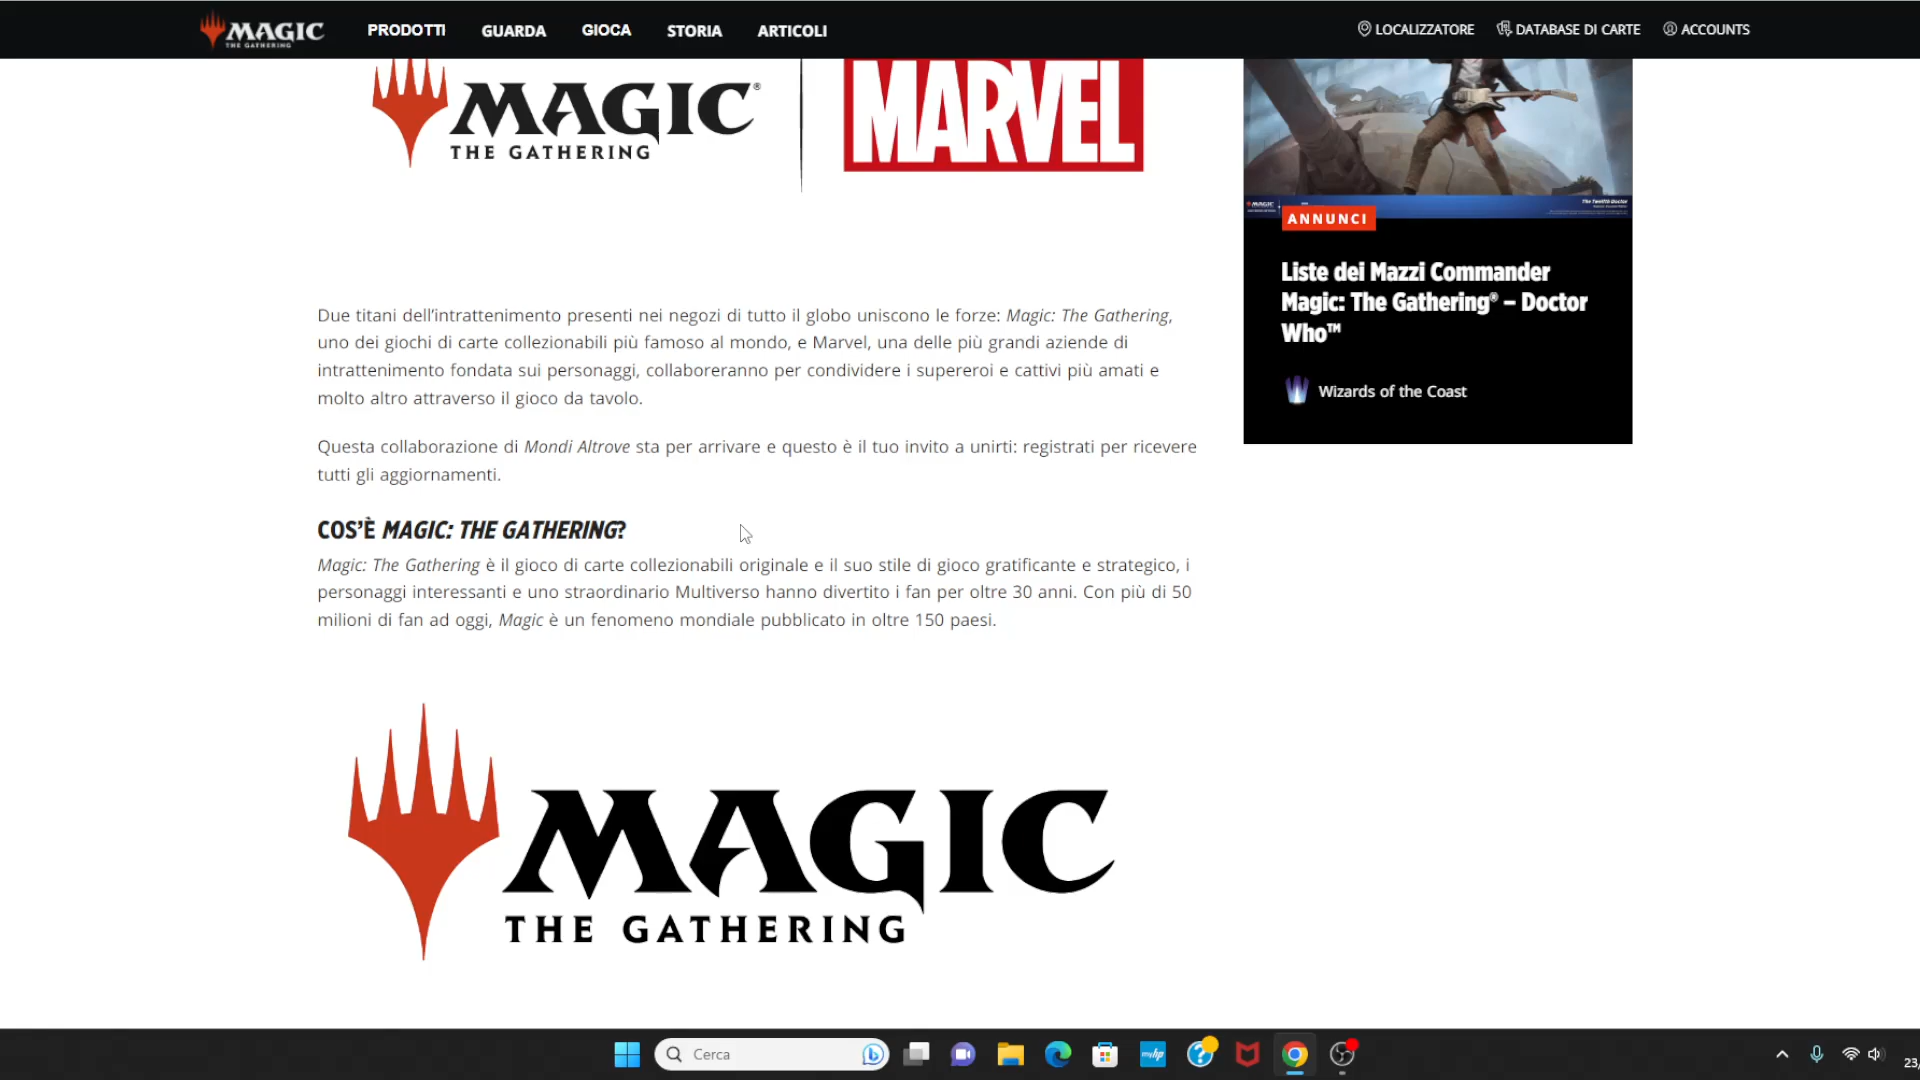 MAGIC
THE GATHERING
PRODOTTI
GUARDA
GIOCA
STORIA
ARTICOLI
LOCALIZZATORE
DATABASE DI CARTE
ACCOUNTS
MAGIC®
THE GATHERING
MARVEL
Due titani dell'intrattenimento presenti nei negozi di tutto il globo uniscono le forze: Magic: The Gathering,
uno dei giochi di carte collezionabili più famoso al mondo, e Marvel, una delle più grandi aziende di
intrattenimento fondata sui personaggi, collaboreranno per condividere i supereroi e cattivi più amati e
molto altro attraverso il gioco da tavolo.
Questa collaborazione di Mondi Altrove sta per arrivare e questo è il tuo invito a unirti: registrati per ricevere
tutti gli aggiornamenti.
COS'È MAGIC: THE GATHERING?
Magic: The Gathering è il gioco di carte collezionabili originale e il suo stile di gioco gratificante e strategico, i
personaggi interessanti e uno straordinario Multiverso hanno divertito i fan per oltre 30 anni. Con più di 50
milioni di fan ad oggi, Magic è un fenomeno mondiale pubblicato in oltre 150 paesi.
MAGIC
THE GATHERING
MAGIC
The Twelfth Doctor
ANNUNCI
Liste dei Mazzi Commander
Magic: The Gathering® – Doctor
Who™
Wizards of the Coast
Cerca
myhp
23